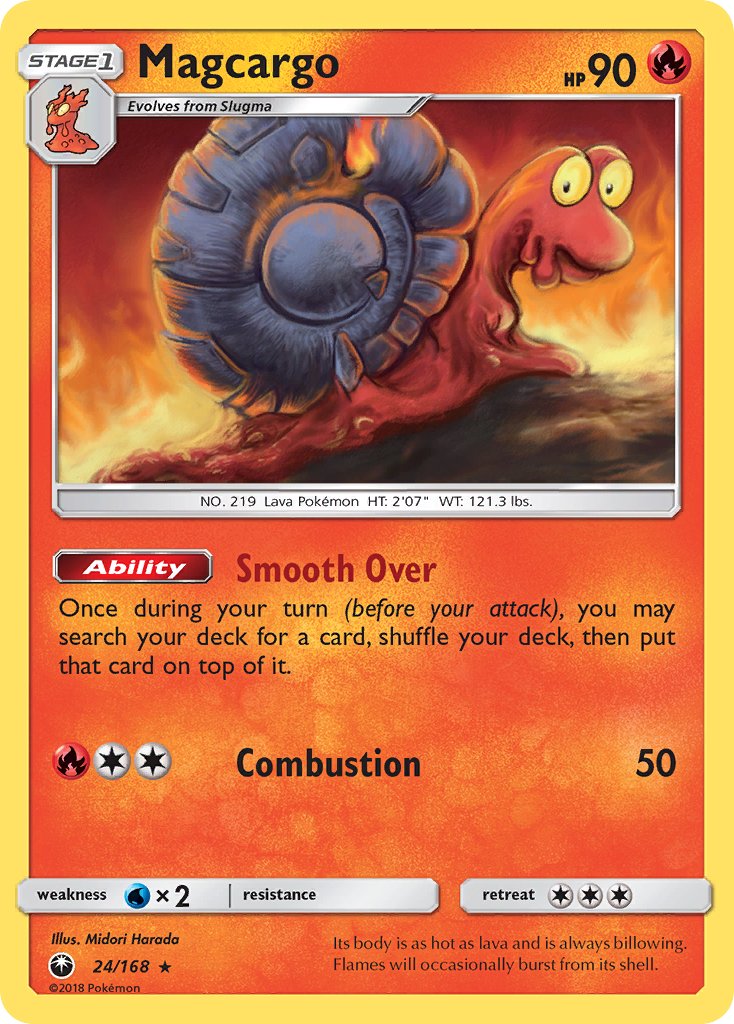 STAGE1
Magcargo
HP 90
Evolves from Slugma
NO. 219 Lava Pokémon HT: 2'07" WT: 121.3 lbs.
Ability Smooth Over
Once during your turn (before your attack), you may
search your deck for a card, shuffle your deck, then put
that card on top of it.
Combustion 50
weakness ×2 resistance retreat
Illus. Midori Harada
24/168 ★
©2018 Pokémon
Its body is as hot as lava and is always billowing.
Flames will occasionally burst from its shell.